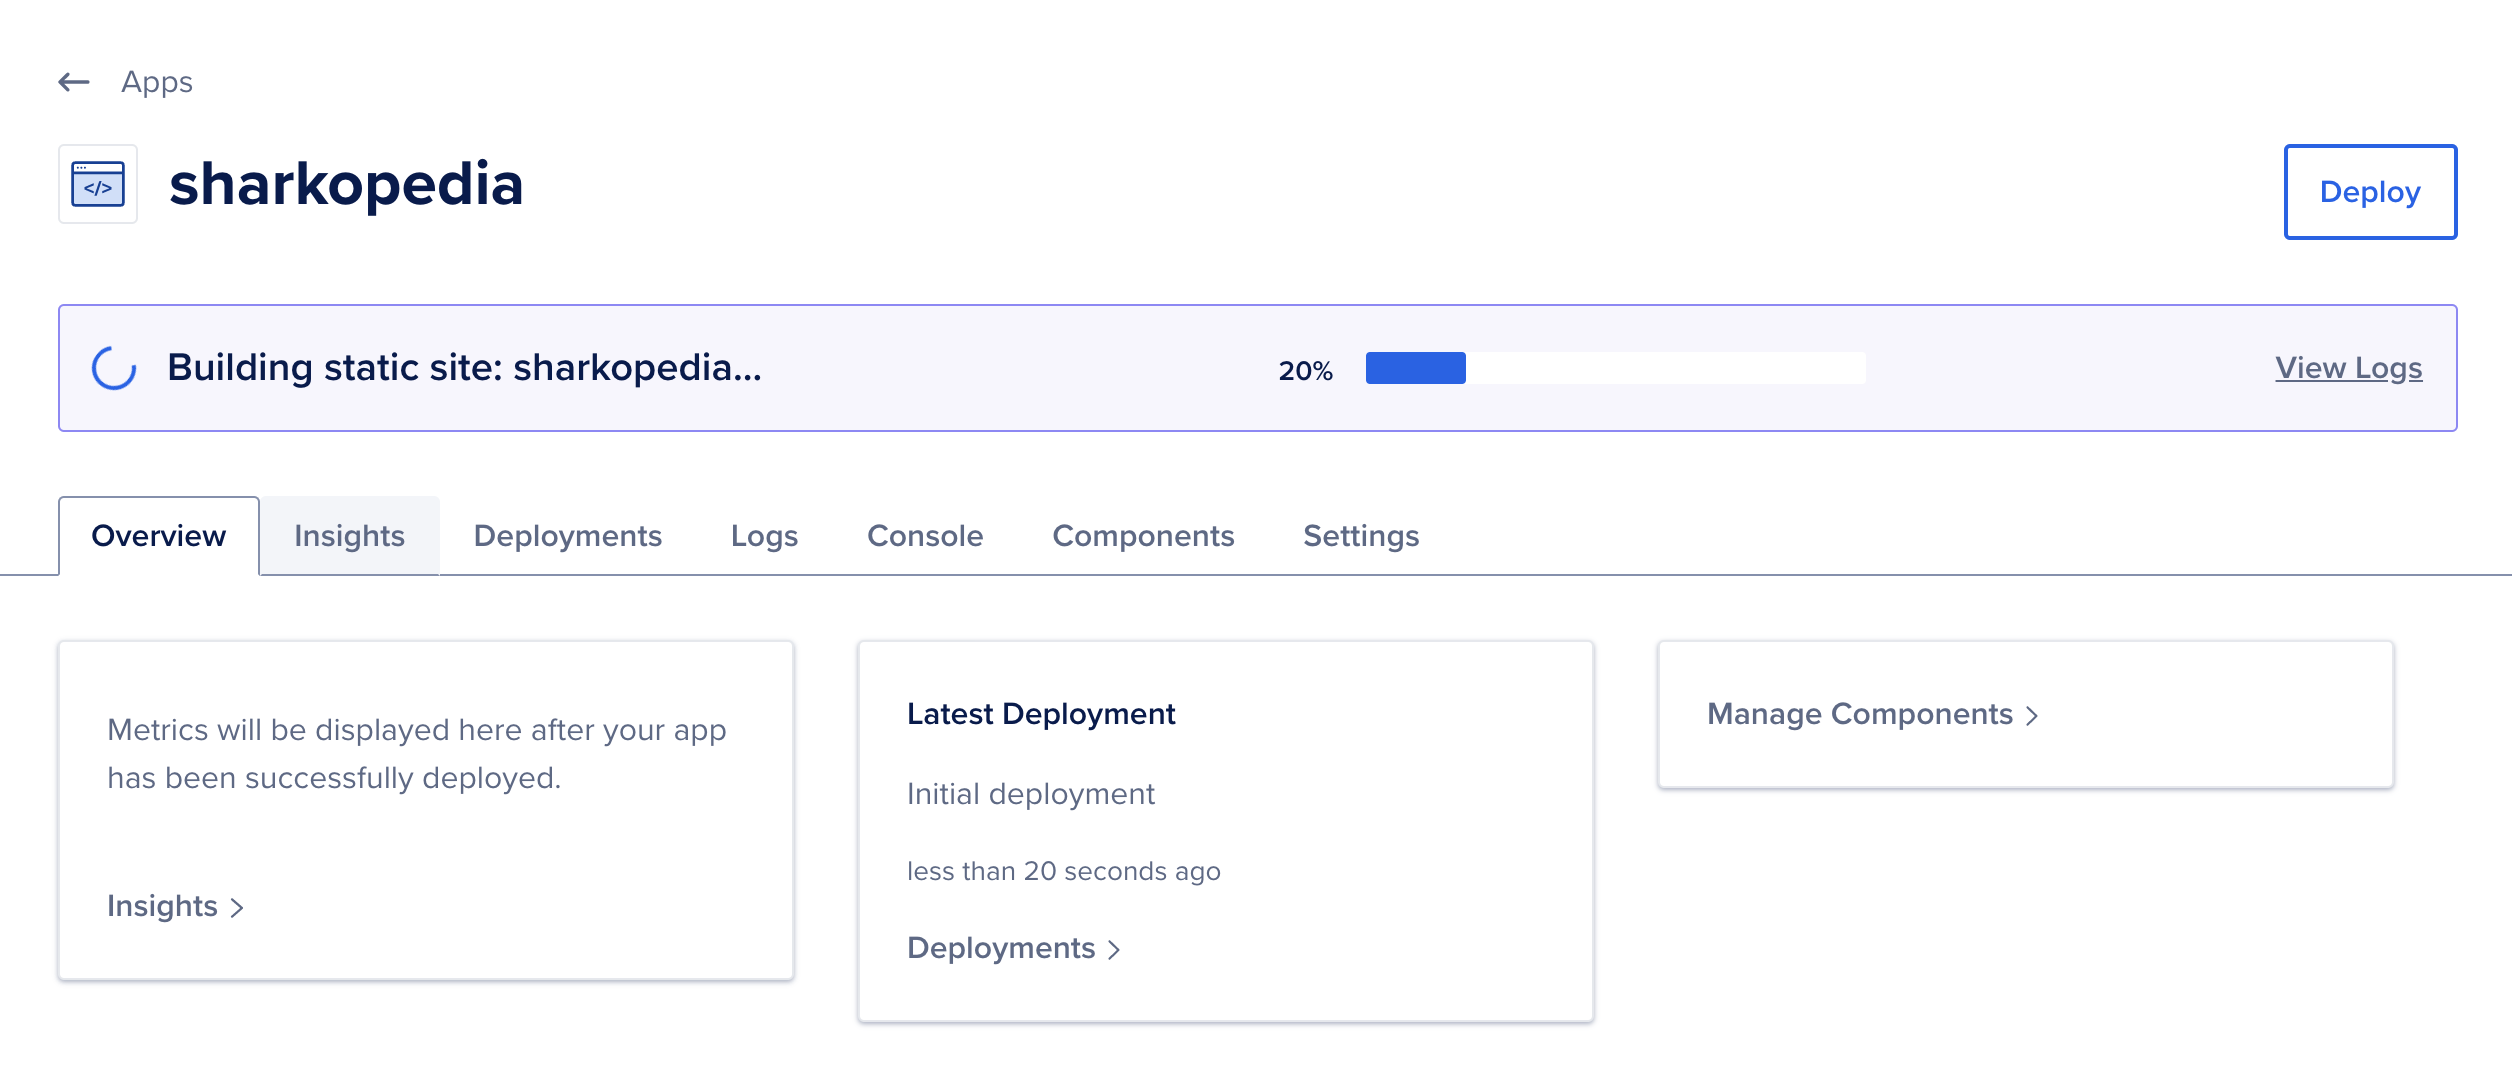 Apps
</>
sharkopedia
Deploy
Building static site: sharkopedia...
20%
View Logs
Overview
Insights
Deployments
Logs
Console
Components
Settings
Metrics will be displayed here after your app
has been successfully deployed.
Insights
Latest Deployment
Initial deployment
less than 20 seconds ago
Deployments
Manage Components